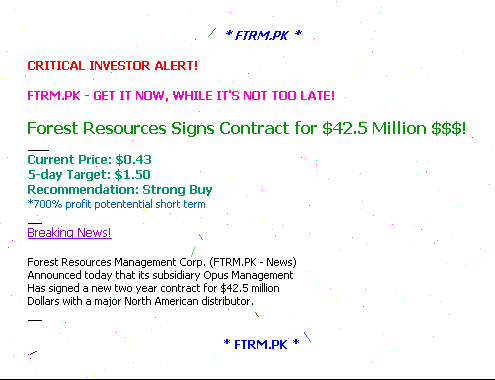 * FTRM.PK *
CRITICAL INVESTOR ALERT!
FTRM.PK - GET IT NOW, WHILE IT'S NOT TOO LATE!
Forest Resources Signs Contract for $42.5 Million $$$!
Current Price: $0.43
5-day Target: $1.50
Recommendation: Strong Buy
*700% profit potentential short term
Breaking News!
Forest Resources Management Corp. (FTRM.PK - News)
Announced today that its subsidiary Opus Management
Has signed a new two year contract for $42.5 million
Dollars with a major North American distributor.
* FTRM.PK *